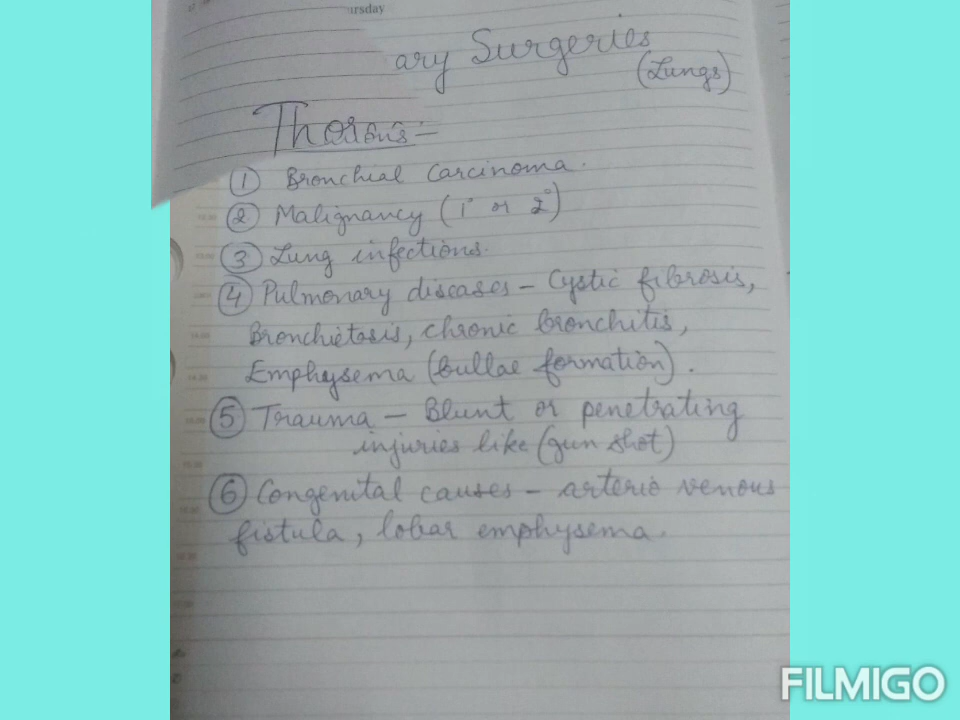 ursday
ary Surgeries
(Lungs)
① Bronchial Carcinoma.
② Malignancy (1° or 2°)
③ Lung infections.
④ Pulmonary diseases – Cystic fibrosis,
Bronchietosis, chronic bronchitis,
Emphysema (bullae formation).
⑤ Trauma – Blunt or penetrating
injuries like (gun shot)
⑥ Congenital causes – arterio venous
fistula, lobar emphysema.
FILMIGO